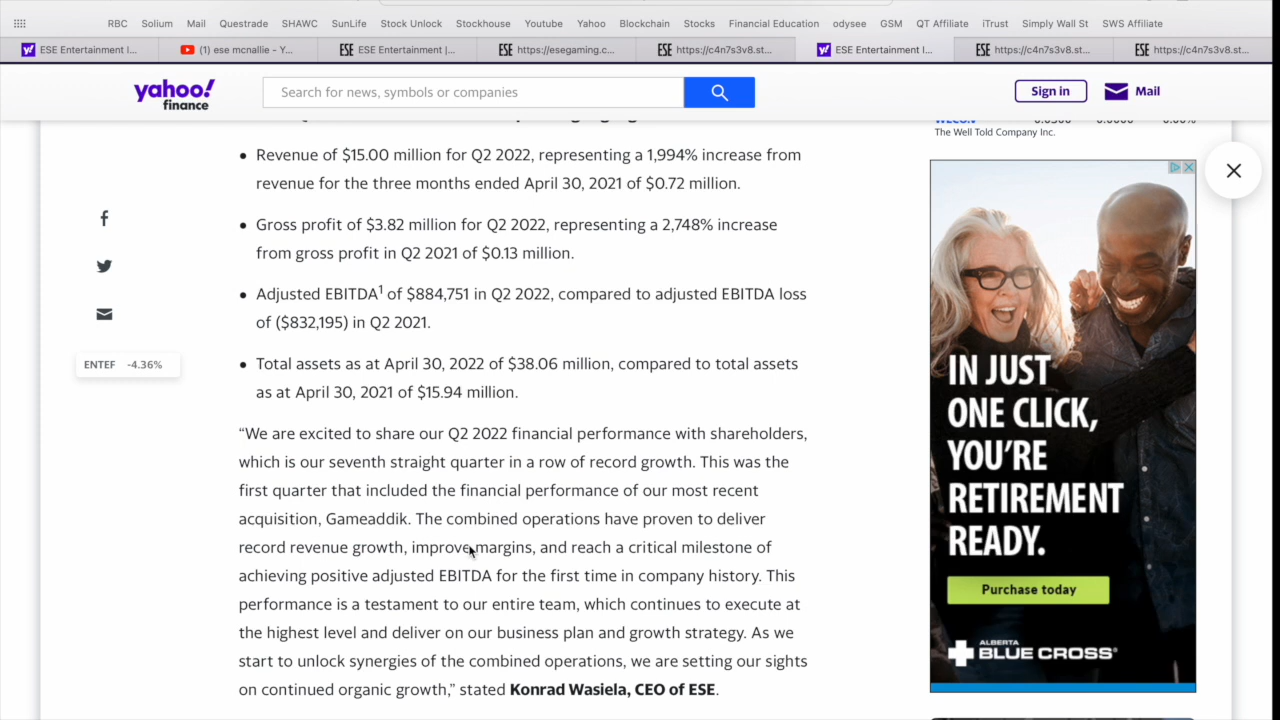 RBC Solium Mail Questrade SHAWC SunLife Stock Unlock Stockhouse Youtube Yahoo Blockchain Stocks Financial Education odysee GSM QT Affiliate iTrust Simply Wall St SWS Affiliate
ESE Entertainment I... (1) ese mcnallie - Y... ESE Entertainment |... https://esegaming.c... https://c4n7s3v8.st... ESE Entertainment I... https://c4n7s3v8.st... https://c4n7s3v8.st...
yahoo!
finance
Search for news, symbols or companies
Sign in
Mail
The Well Told Company Inc.
• Revenue of $15.00 million for Q2 2022, representing a 1,994% increase from
revenue for the three months ended April 30, 2021 of $0.72 million.
• Gross profit of $3.82 million for Q2 2022, representing a 2,748% increase
from gross profit in Q2 2021 of $0.13 million.
• Adjusted EBITDA¹ of $884,751 in Q2 2022, compared to adjusted EBITDA loss
of ($832,195) in Q2 2021.
ENTEF -4.36%
• Total assets as at April 30, 2022 of $38.06 million, compared to total assets
as at April 30, 2021 of $15.94 million.
“We are excited to share our Q2 2022 financial performance with shareholders,
which is our seventh straight quarter in a row of record growth. This was the
first quarter that included the financial performance of our most recent
acquisition, Gameaddik. The combined operations have proven to deliver
record revenue growth, improve margins, and reach a critical milestone of
achieving positive adjusted EBITDA for the first time in company history. This
performance is a testament to our entire team, which continues to execute at
the highest level and deliver on our business plan and growth strategy. As we
start to unlock synergies of the combined operations, we are setting our sights
on continued organic growth,” stated Konrad Wasiela, CEO of ESE.
IN JUST
ONE CLICK,
YOU'RE
RETIREMENT
READY.
Purchase today
ALBERTA
BLUE CROSS®